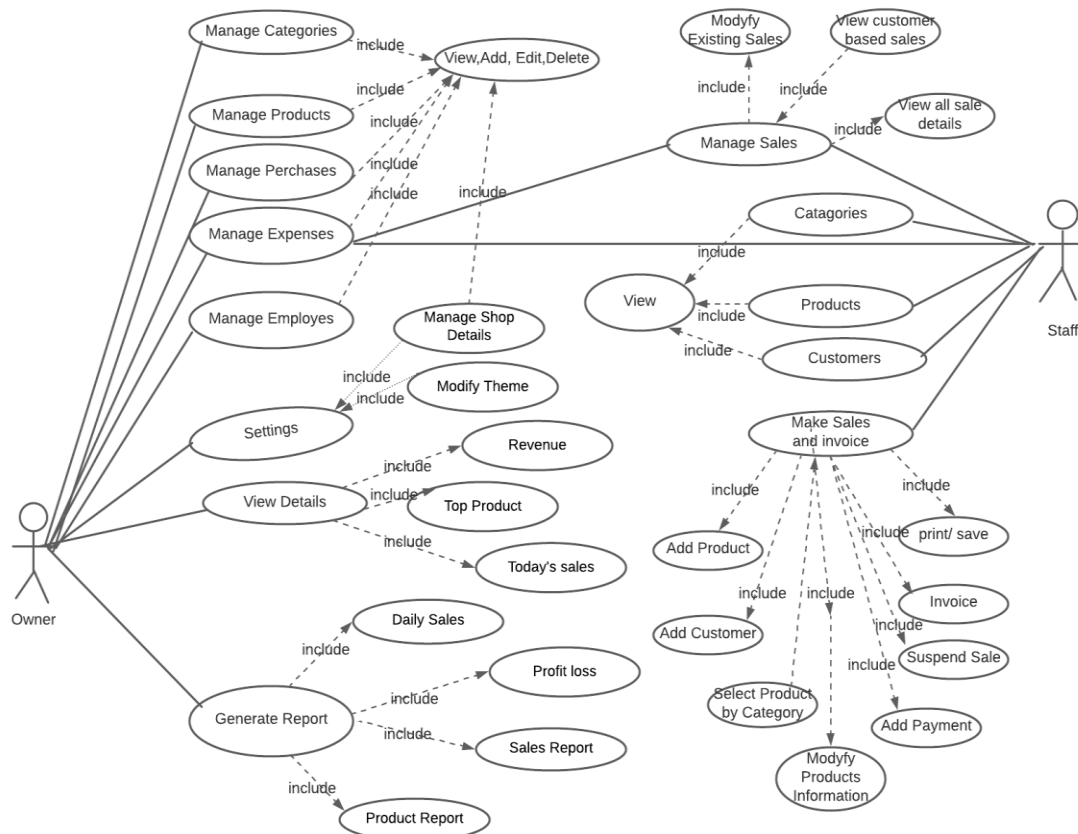 Manage Categories
include
View,Add, Edit,Delete
Modyfy
Existing Sales
View customer
based sales
include
include
Manage Products
include
include
View all sale
details
include
Manage Sales
Manage Perchases
include
include
include
Catagories
Manage Expenses
include
View
Products
include
Staff
Manage Employes
Manage Shop
Details
include
Customers
include
Modify Theme
include
Settings
Make Sales
and invoice
Revenue
include
View Details
include
Top Product
include
include
include
print/ save
include
Add Product
Today's sales
Owner
include
include
Invoice
Daily Sales
include
Add Customer
include
Suspend Sale
include
Profit loss
include
Select Product
by Category
Generate Report
include
Add Payment
Sales Report
Modyfy
Products
Information
include
Product Report